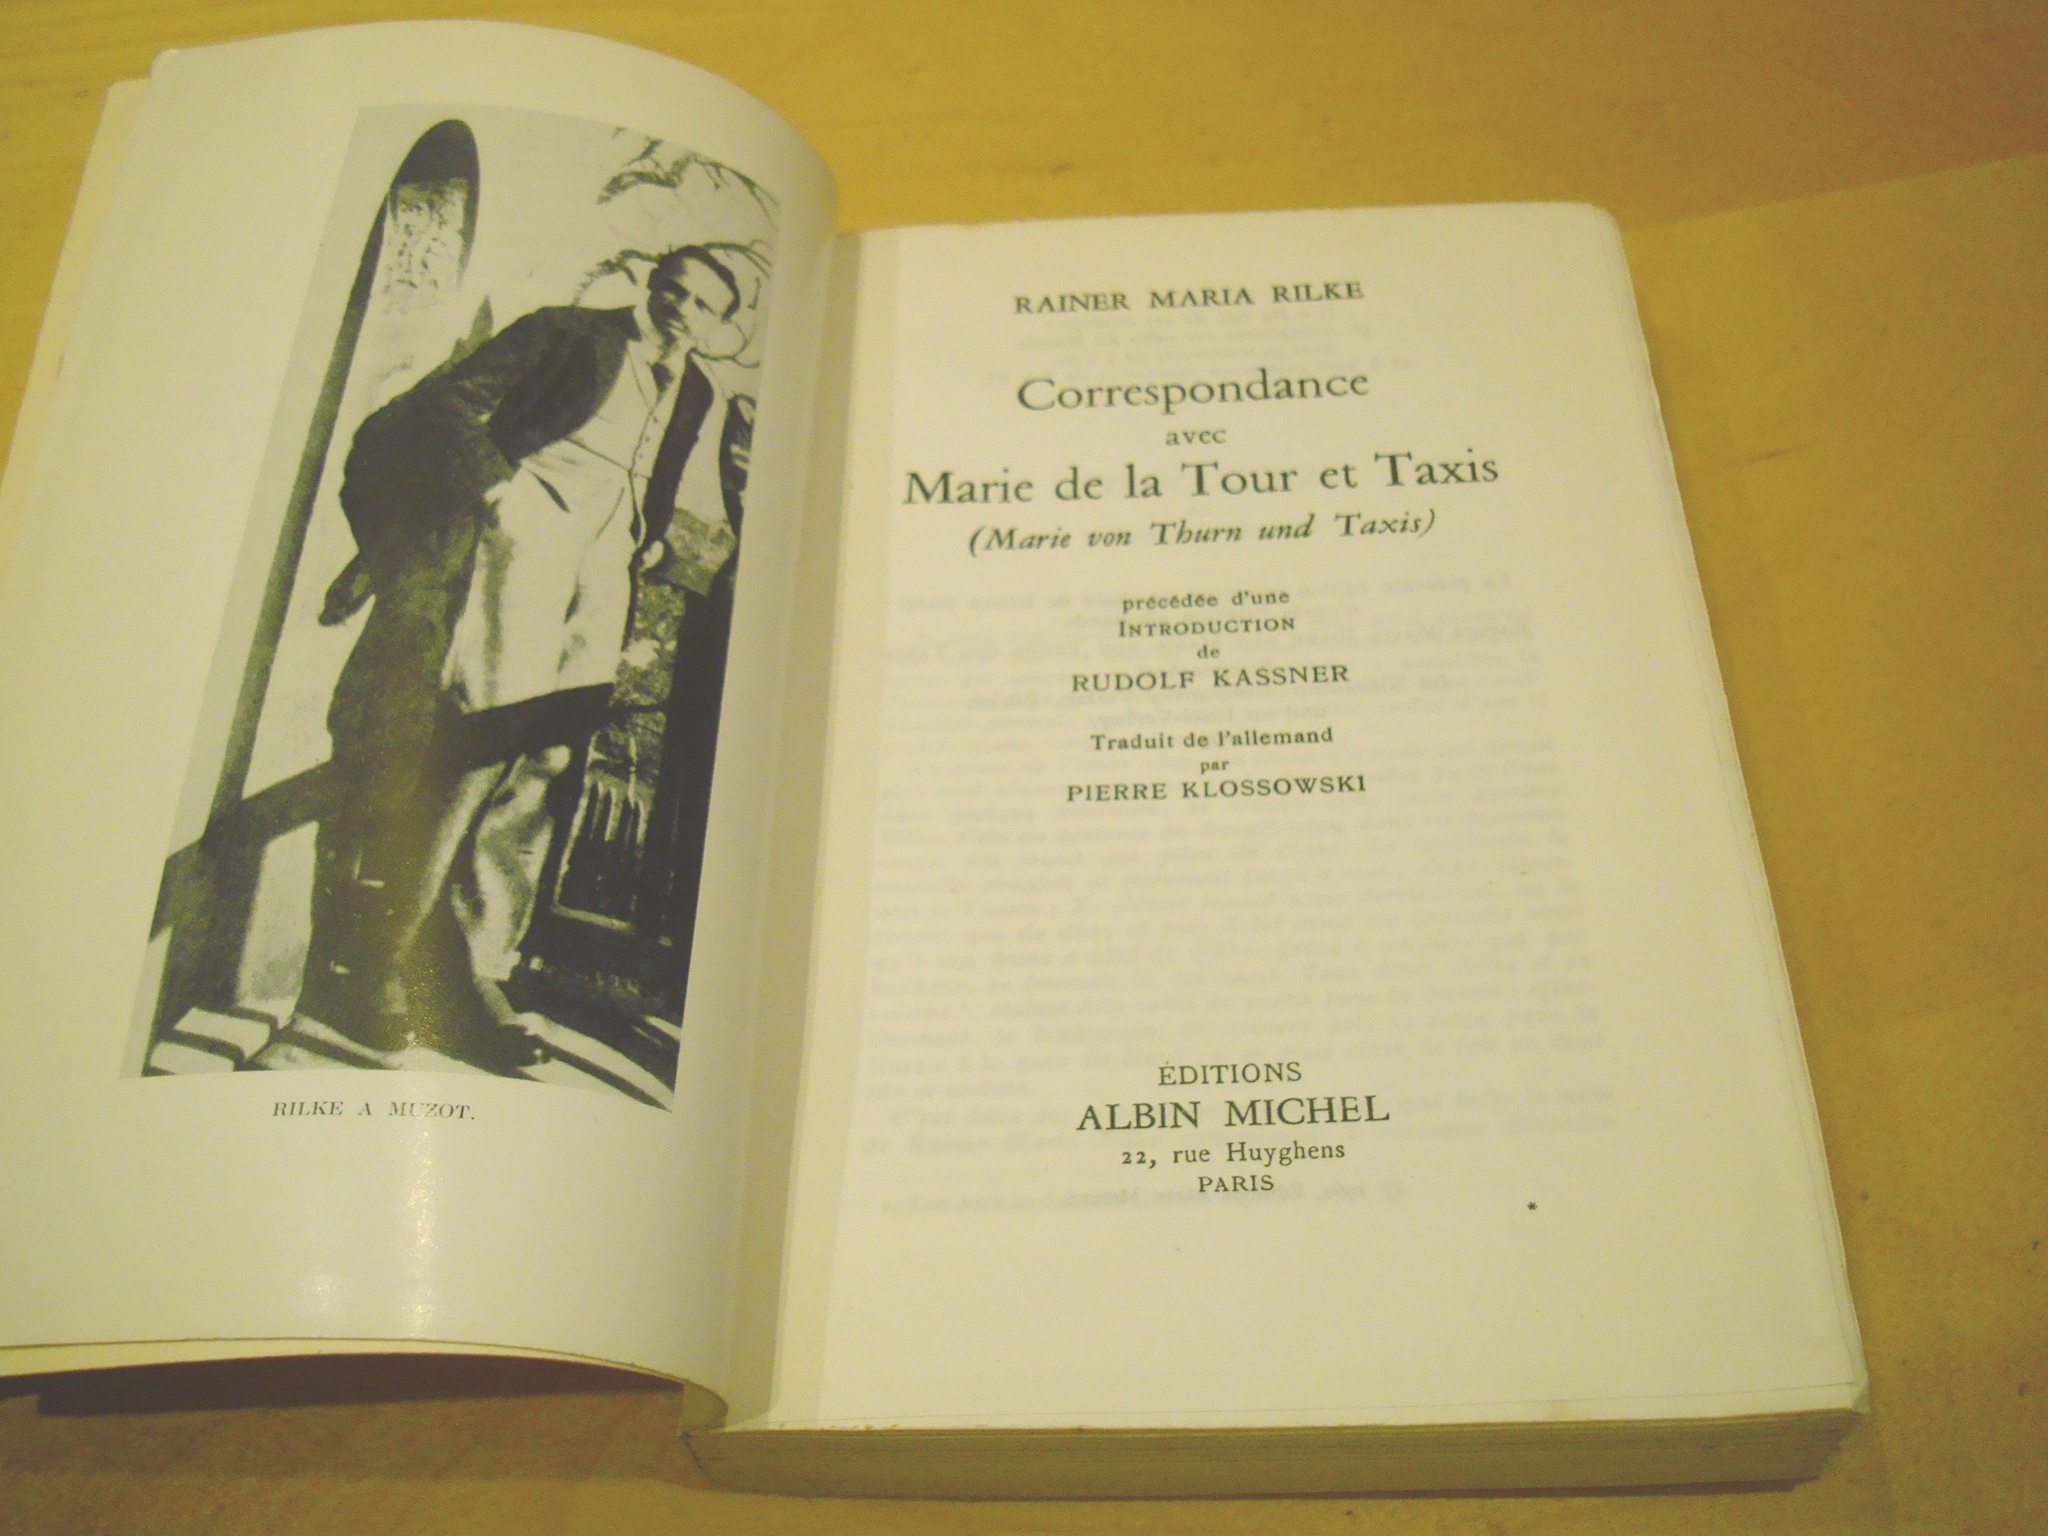 RILKE A MUZOT.
RAINER MARIA RILKE
Correspondance
avec
Marie de la Tour et Taxis
(Marie von Thurn und Taxis)
précédée d'une
INTRODUCTION
de
RUDOLF KASSNER
Traduit de l'allemand
par
PIERRE KLOSSOWSKI
ÉDITIONS
ALBIN MICHEL
22, rue Huyghens
PARIS
*